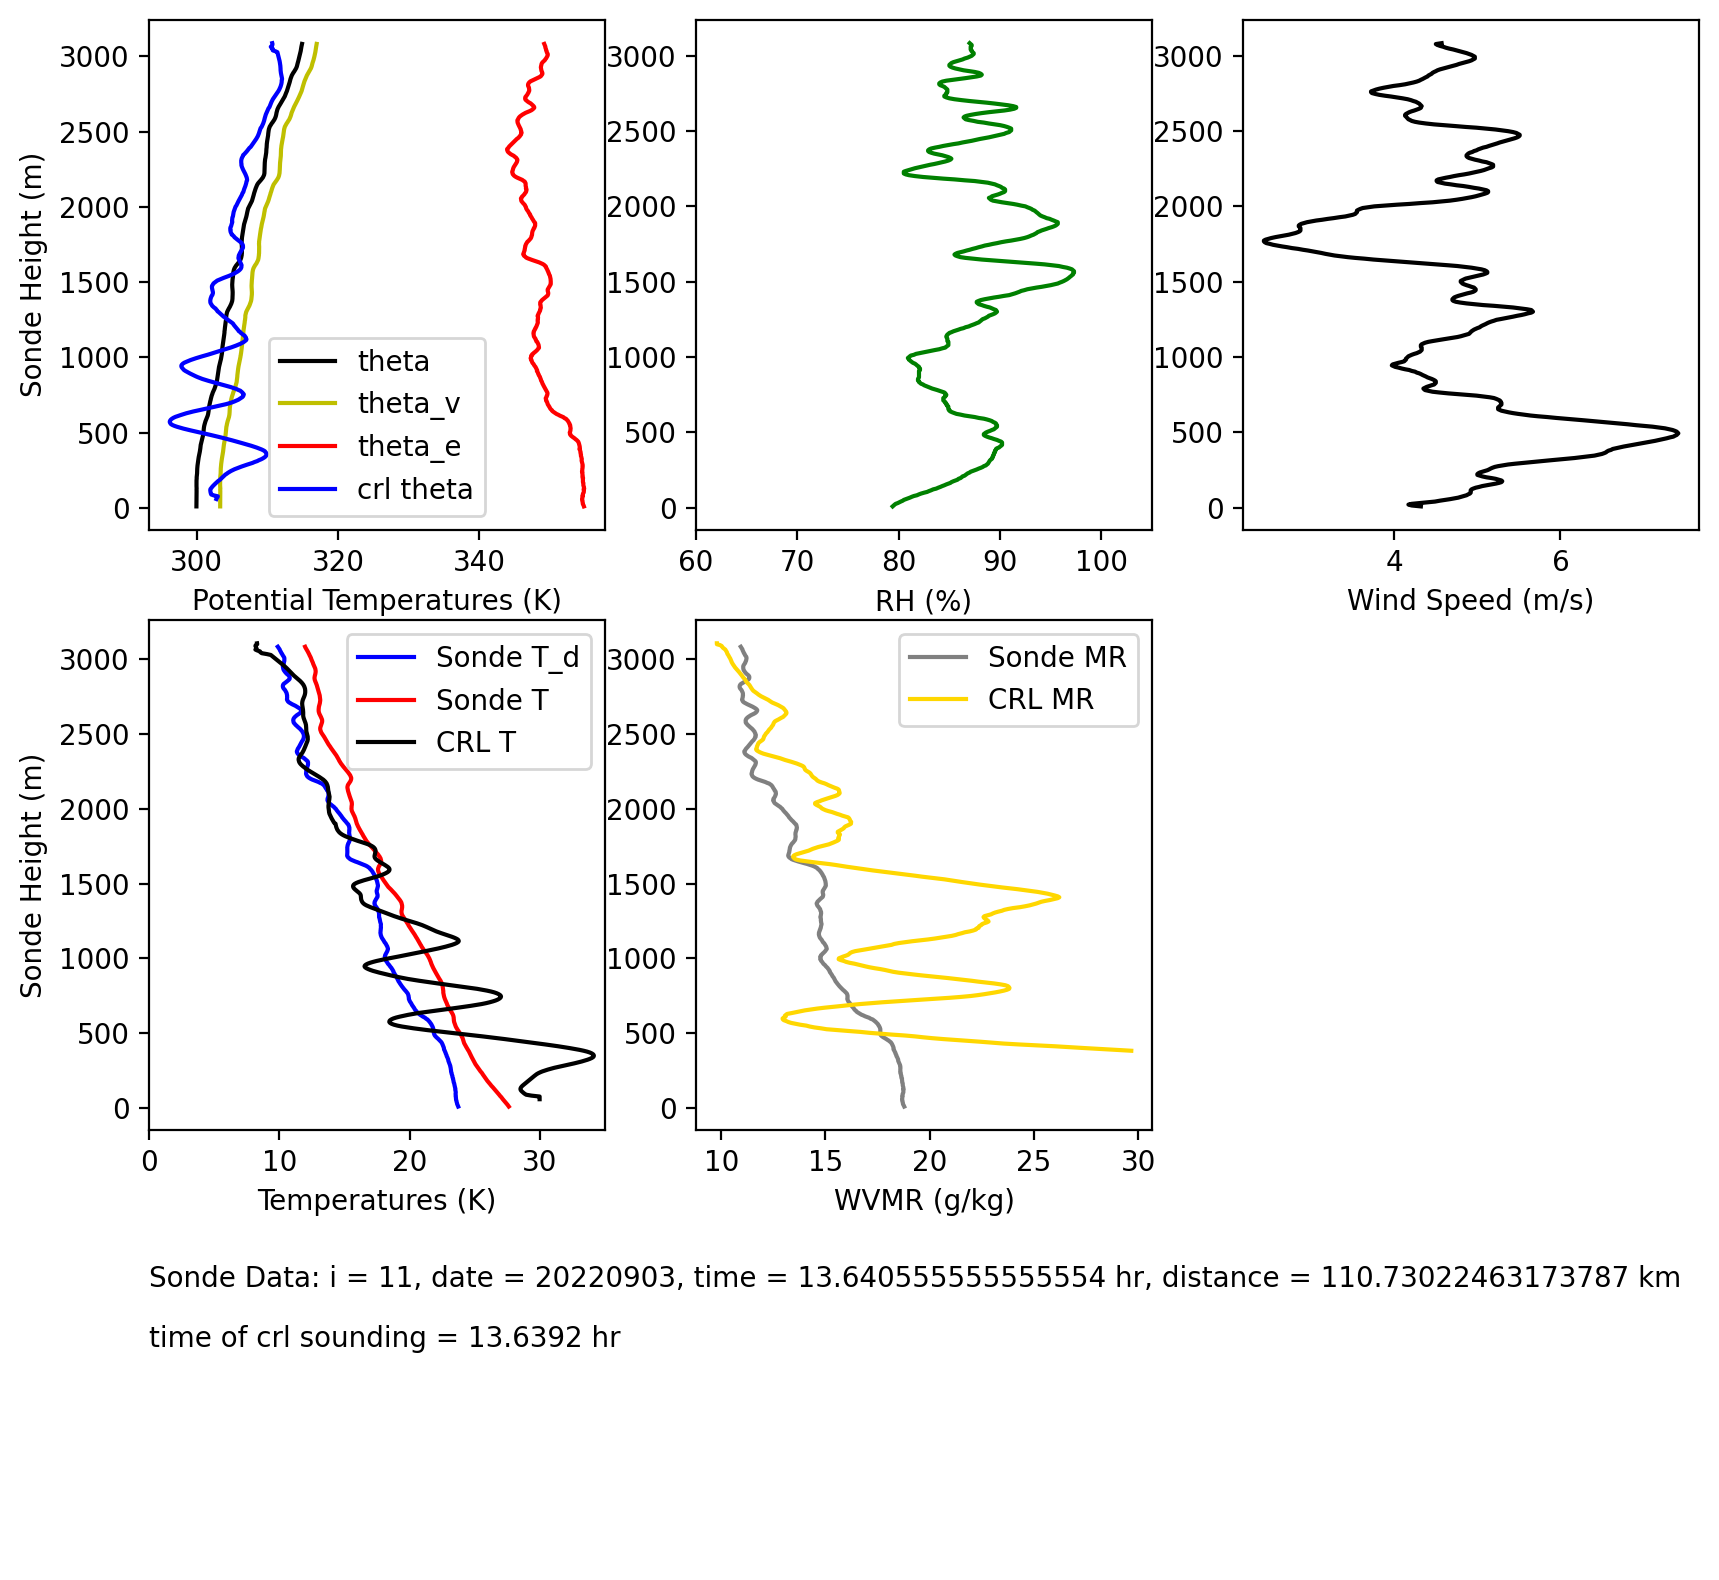 3000
2500
2000
1500
1000
500
0
Sonde Height (m)
theta
theta_v
theta_e
crl theta
300 320 340
Potential Temperatures (K)
3000
2500
2000
1500
1000
500
0
60 70 80 90 100
RH (%)
3000
2500
2000
1500
1000
500
0
4 6
Wind Speed (m/s)
3000
2500
2000
1500
1000
500
0
Sonde Height (m)
Sonde T_d
Sonde T
CRL T
0 10 20 30
Temperatures (K)
3000
2500
2000
1500
1000
500
0
Sonde MR
CRL MR
10 15 20 25 30
WVMR (g/kg)
Sonde Data: i = 11, date = 20220903, time = 13.640555555555554 hr, distance = 110.73022463173787 km
time of crl sounding = 13.6392 hr